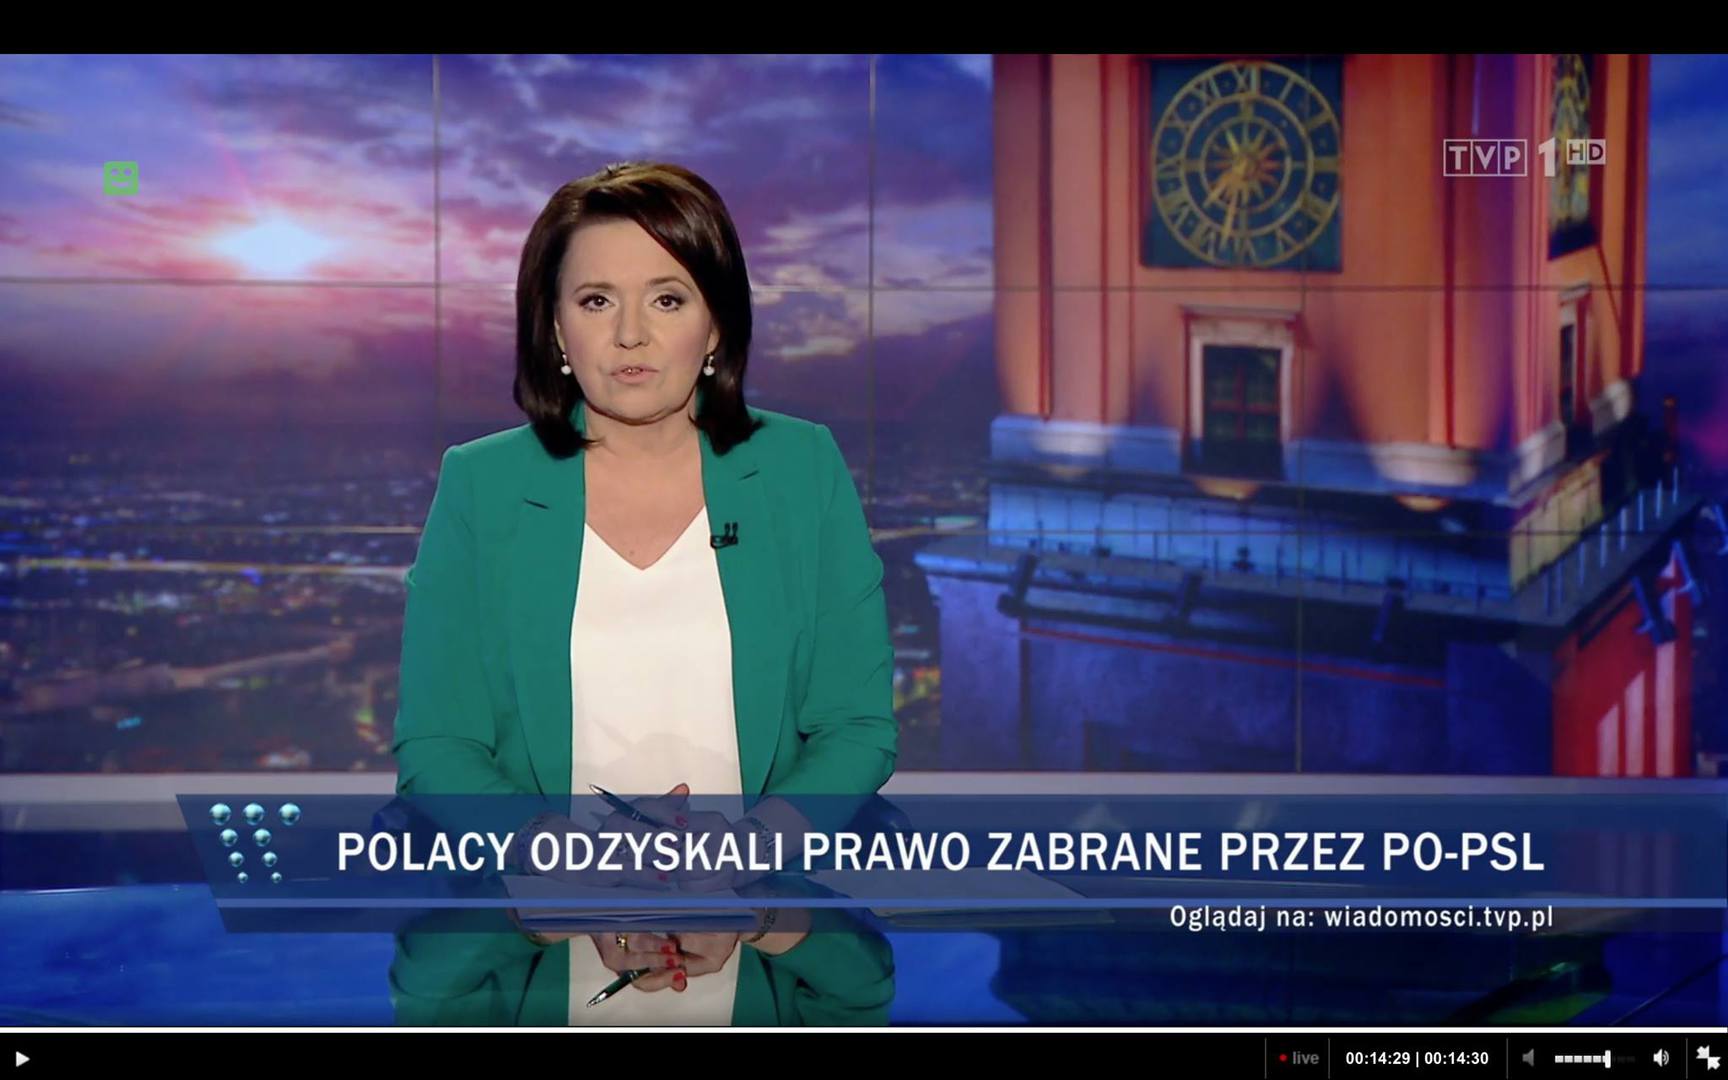 TVP 1 HD
POLACY ODZYSKALI PRAWO ZABRANE PRZEZ PO-PSL
Oglądaj na: wiadomosci.tvp.pl
live
00:14:29 | 00:14:30